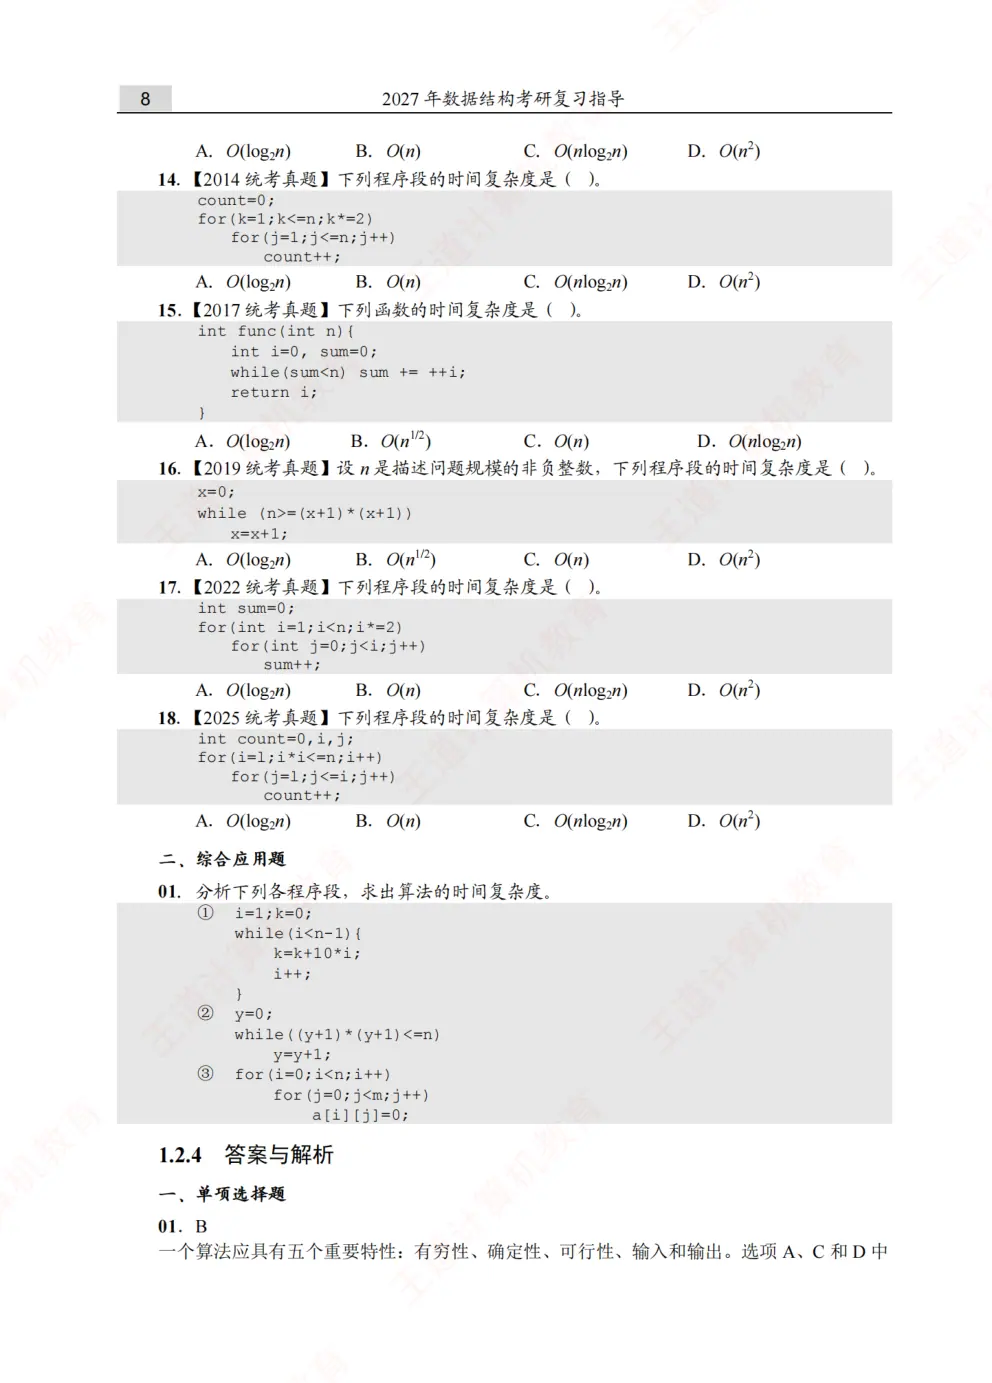 8
2027 年数据结构考研复习指导
A. O(log₂n) B. O(n) C. O(nlog₂n) D. O(n²)
14. 【2014 统考真题】下列程序段的时间复杂度是（ ）。
count=0;
for(k=1;k<=n;k*=2)
for(j=1;j<=n;j++)
count++;
A. O(log₂n) B. O(n) C. O(nlog₂n) D. O(n²)
15. 【2017 统考真题】下列函数的时间复杂度是（ ）。
int func(int n){
int i=0, sum=0;
while(sum<n) sum += ++i;
return i;
}
A. O(log₂n) B. O(n¹/²) C. O(n) D. O(nlog₂n)
16. 【2019 统考真题】设 n 是描述问题规模的非负整数，下列程序段的时间复杂度是（ ）。
x=0;
while (n>=(x+1)*(x+1))
x=x+1;
A. O(log₂n) B. O(n¹/²) C. O(n) D. O(n²)
17. 【2022 统考真题】下列程序段的时间复杂度是（ ）。
int sum=0;
for(int i=1;i<n;i*=2)
for(int j=0;j<i;j++)
sum++;
A. O(log₂n) B. O(n) C. O(nlog₂n) D. O(n²)
18. 【2025 统考真题】下列程序段的时间复杂度是（ ）。
int count=0,i,j;
for(i=1;i*i<=n;i++)
for(j=1;j<=i;j++)
count++;
A. O(log₂n) B. O(n) C. O(nlog₂n) D. O(n²)
二、综合应用题
01. 分析下列各程序段，求出算法的时间复杂度。
① i=1;k=0;
while(i<n-1){
k=k+10*i;
i++;
}
② y=0;
while((y+1)*(y+1)<=n)
y=y+1;
③ for(i=0;i<n;i++)
for(j=0;j<m;j++)
a[i][j]=0;
1.2.4 答案与解析
一、单项选择题
01. B
一个算法应具有五个重要特性：有穷性、确定性、可行性、输入和输出。选项 A、C 和 D 中
王道计算机教育